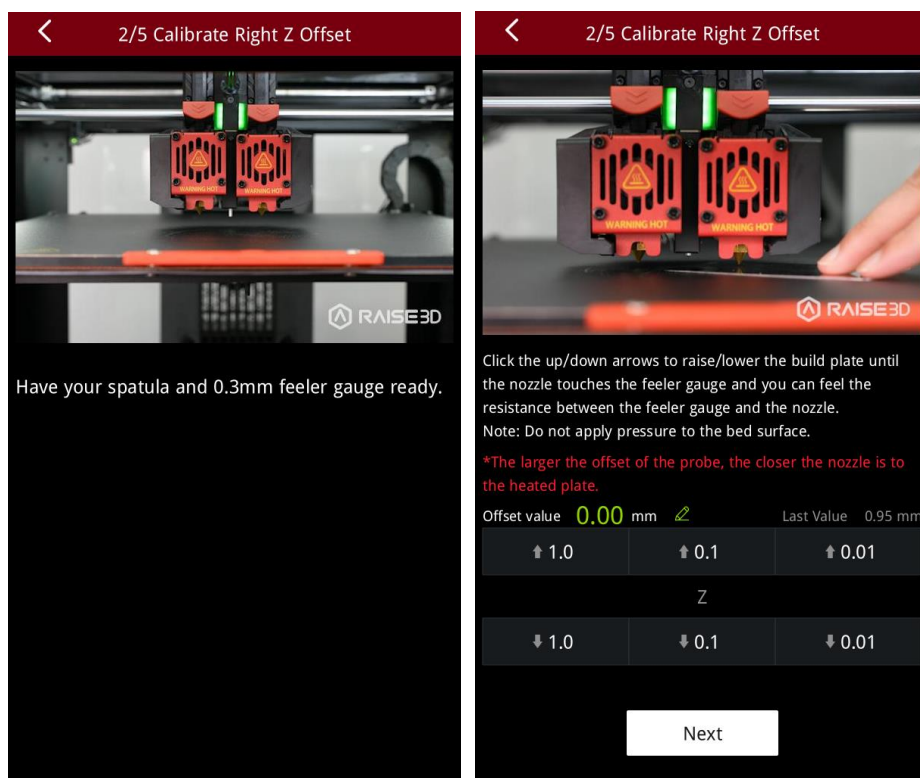 2/5 Calibrate Right Z Offset
WARNING HOT
WARNING HOT
RAISE3D
Have your spatula and 0.3mm feeler gauge ready.
2/5 Calibrate Right Z Offset
WARNING HOT
WARNING HOT
RAISE3D
Click the up/down arrows to raise/lower the build plate until
the nozzle touches the feeler gauge and you can feel the
resistance between the feeler gauge and the nozzle.
Note: Do not apply pressure to the bed surface.
*The larger the offset of the probe, the closer the nozzle is to
the heated plate.
Offset value 0.00 mm Last Value 0.95 mm
⬆ 1.0 ⬆ 0.1 ⬆ 0.01
Z
⬇ 1.0 ⬇ 0.1 ⬇ 0.01
Next